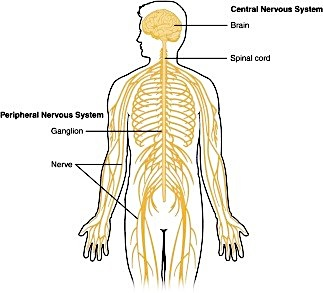 Central Nervous System
Brain
Spinal cord
Peripheral Nervous System
Ganglion
Nerve